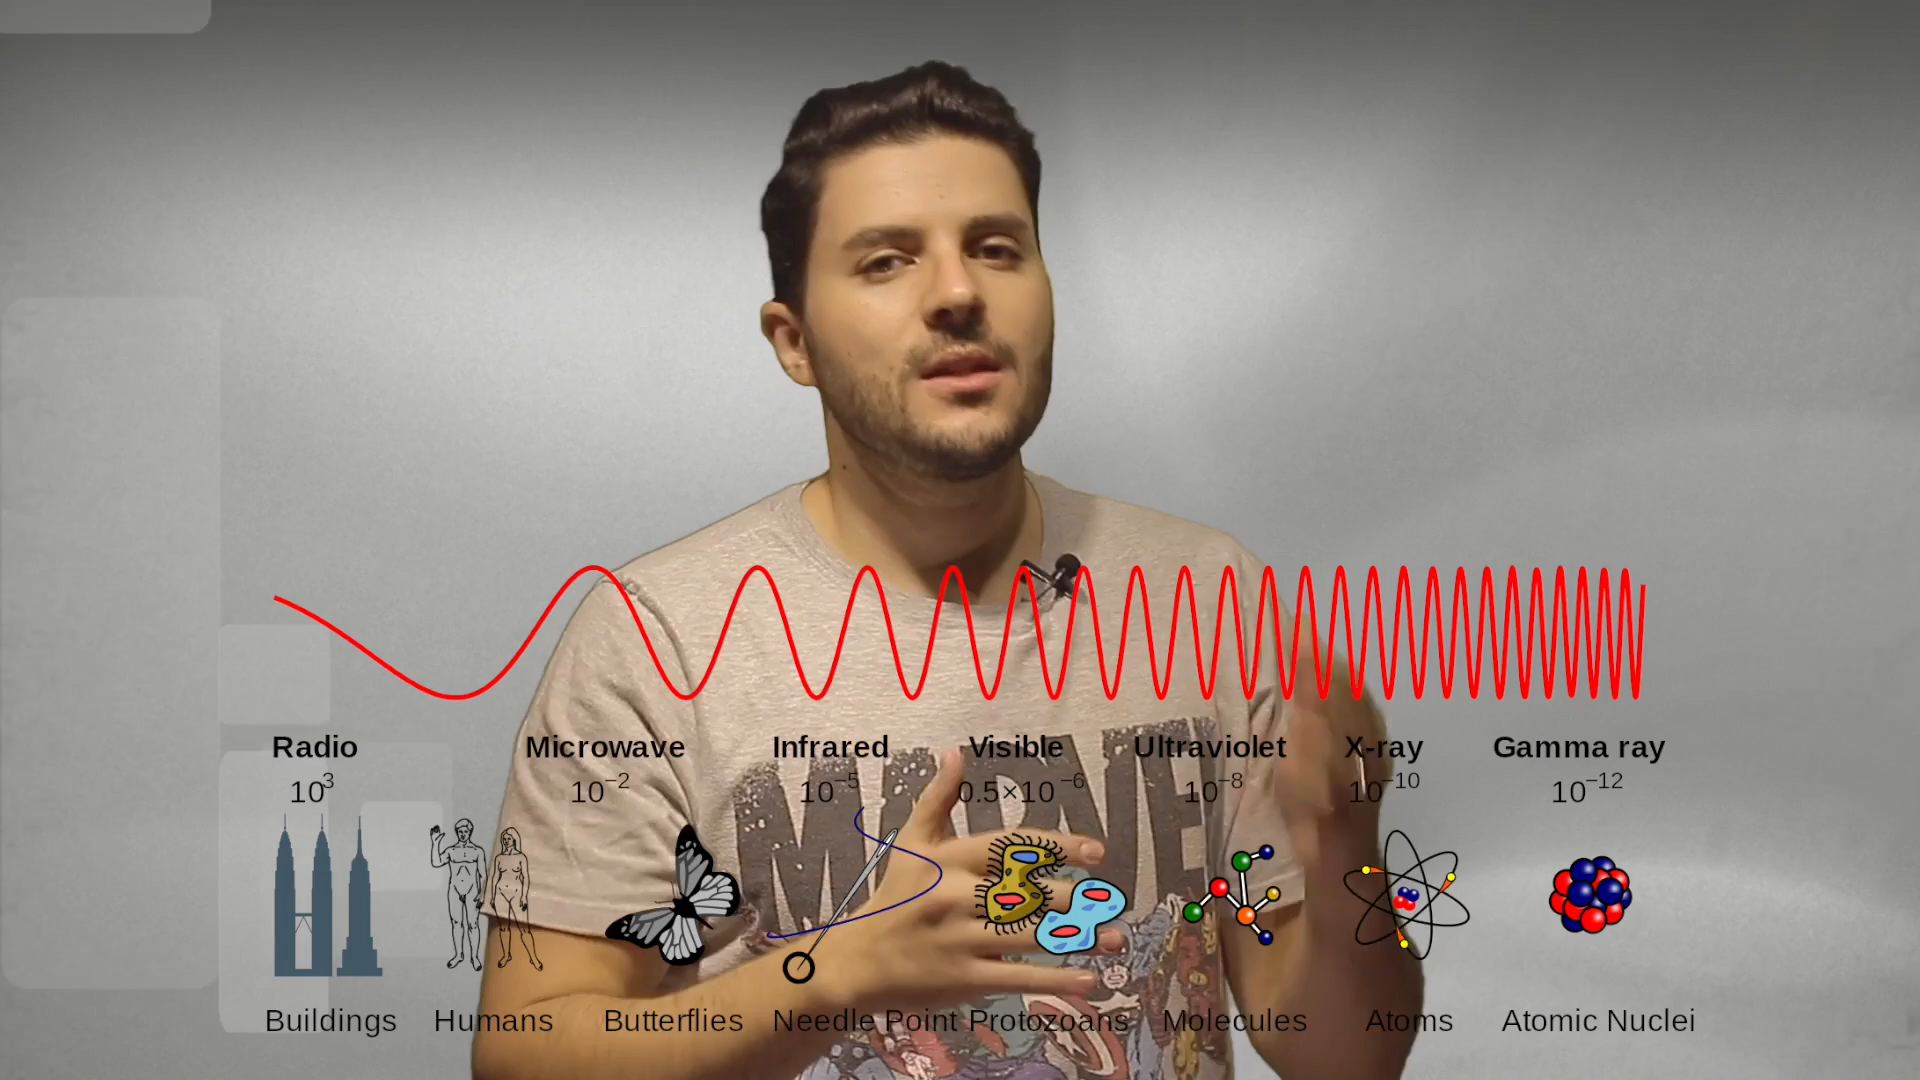 Radio Microwave Infrared Visible Ultraviolet X-ray Gamma ray
10³ 10⁻² 10⁻⁵ 0.5×10⁻⁶ 10⁻⁸ 10⁻¹⁰ 10⁻¹²
MARVEL
Buildings Humans Butterflies Needle Point Protozoans Molecules Atoms Atomic Nuclei